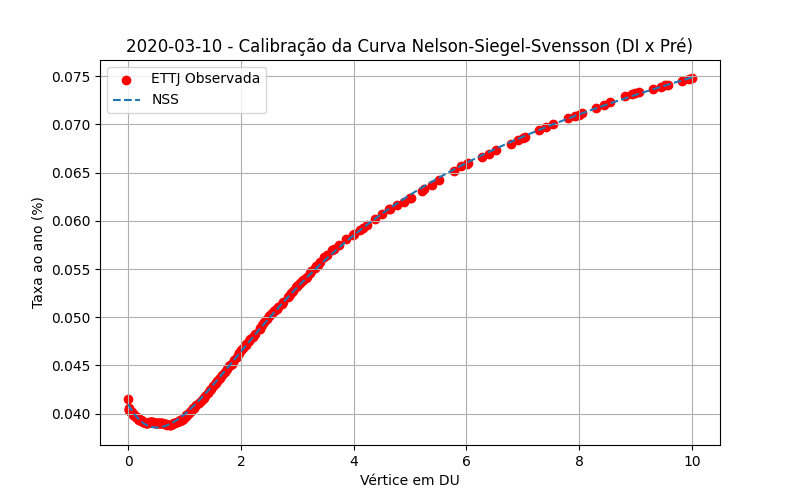 2020-03-10 - Calibração da Curva Nelson-Siegel-Svensson (DI x Pré)
ETTJ Observada
NSS
Taxa ao ano (%)
0.075
0.070
0.065
0.060
0.055
0.050
0.045
0.040
0 2 4 6 8 10
Vértice em DU